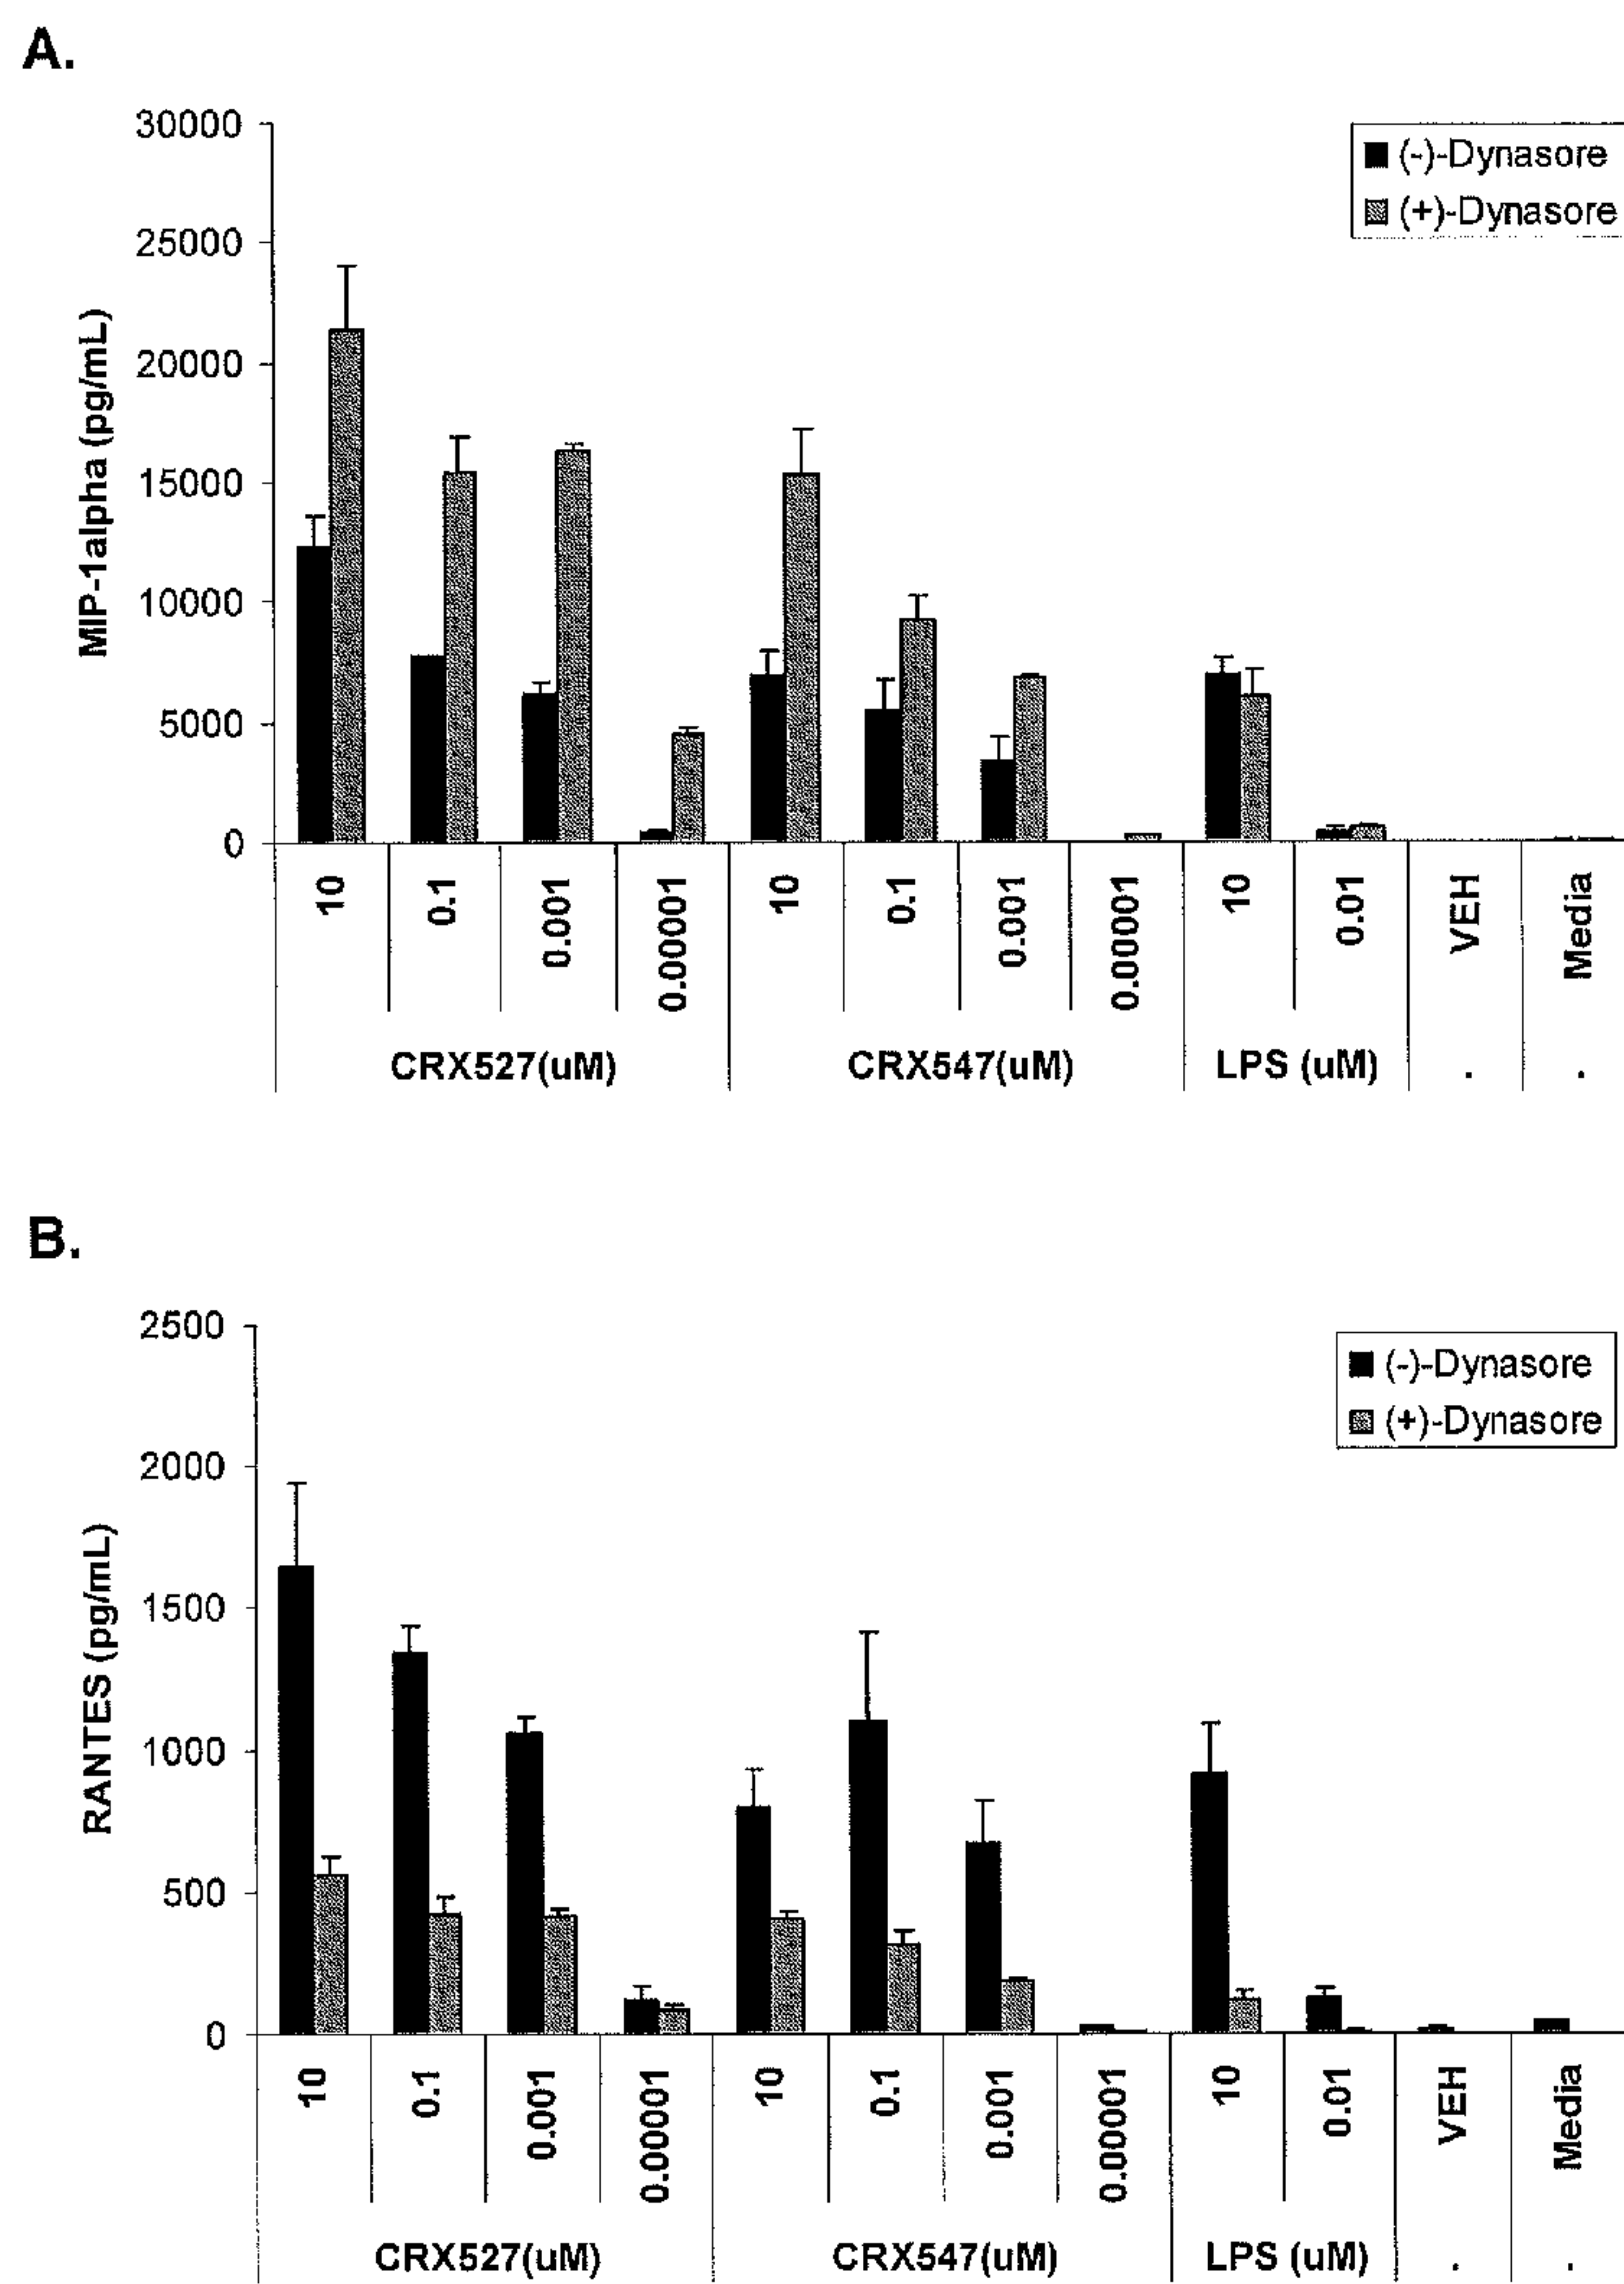 A.
30000
25000
20000
15000
10000
5000
0
MIP-1alpha (pg/mL)
(-)-Dynasore
(+)-Dynasore
10 0.1 0.001 0.00001 10 0.1 0.001 0.00001 10 0.01 VEH Media
CRX527(uM) CRX547(uM) LPS (uM) . .
B.
2500
2000
1500
1000
500
0
RANTES (pg/mL)
(-)-Dynasore
(+)-Dynasore
10 0.1 0.001 0.00001 10 0.1 0.001 0.00001 10 0.01 VEH Media
CRX527(uM) CRX547(uM) LPS (uM) . .